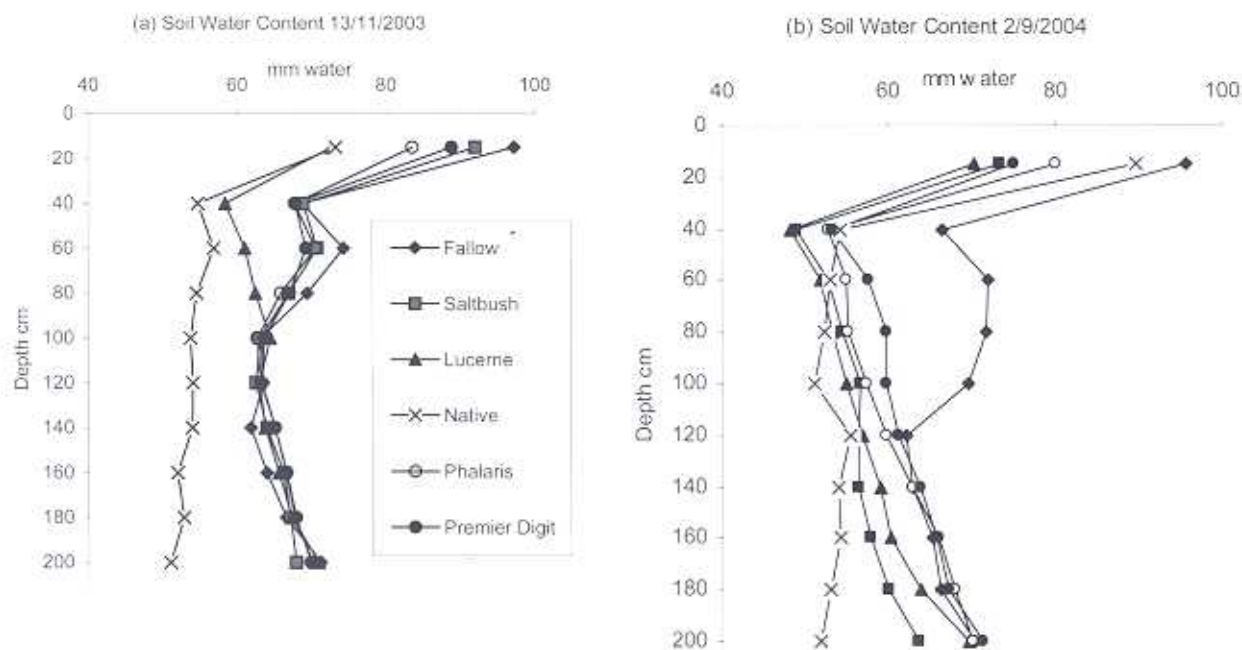 (a) Soil Water Content 13/11/2003
mm water
40 60 80 100
0
20
40
60
80
100
120
140
160
180
200
Depth cm
Fallow
Saltbush
Lucerne
Native
Phalaris
Premier Digit
(b) Soil Water Content 2/9/2004
mm w ater
40 60 80 100
0
20
40
60
80
100
120
140
160
180
200
Depth cm